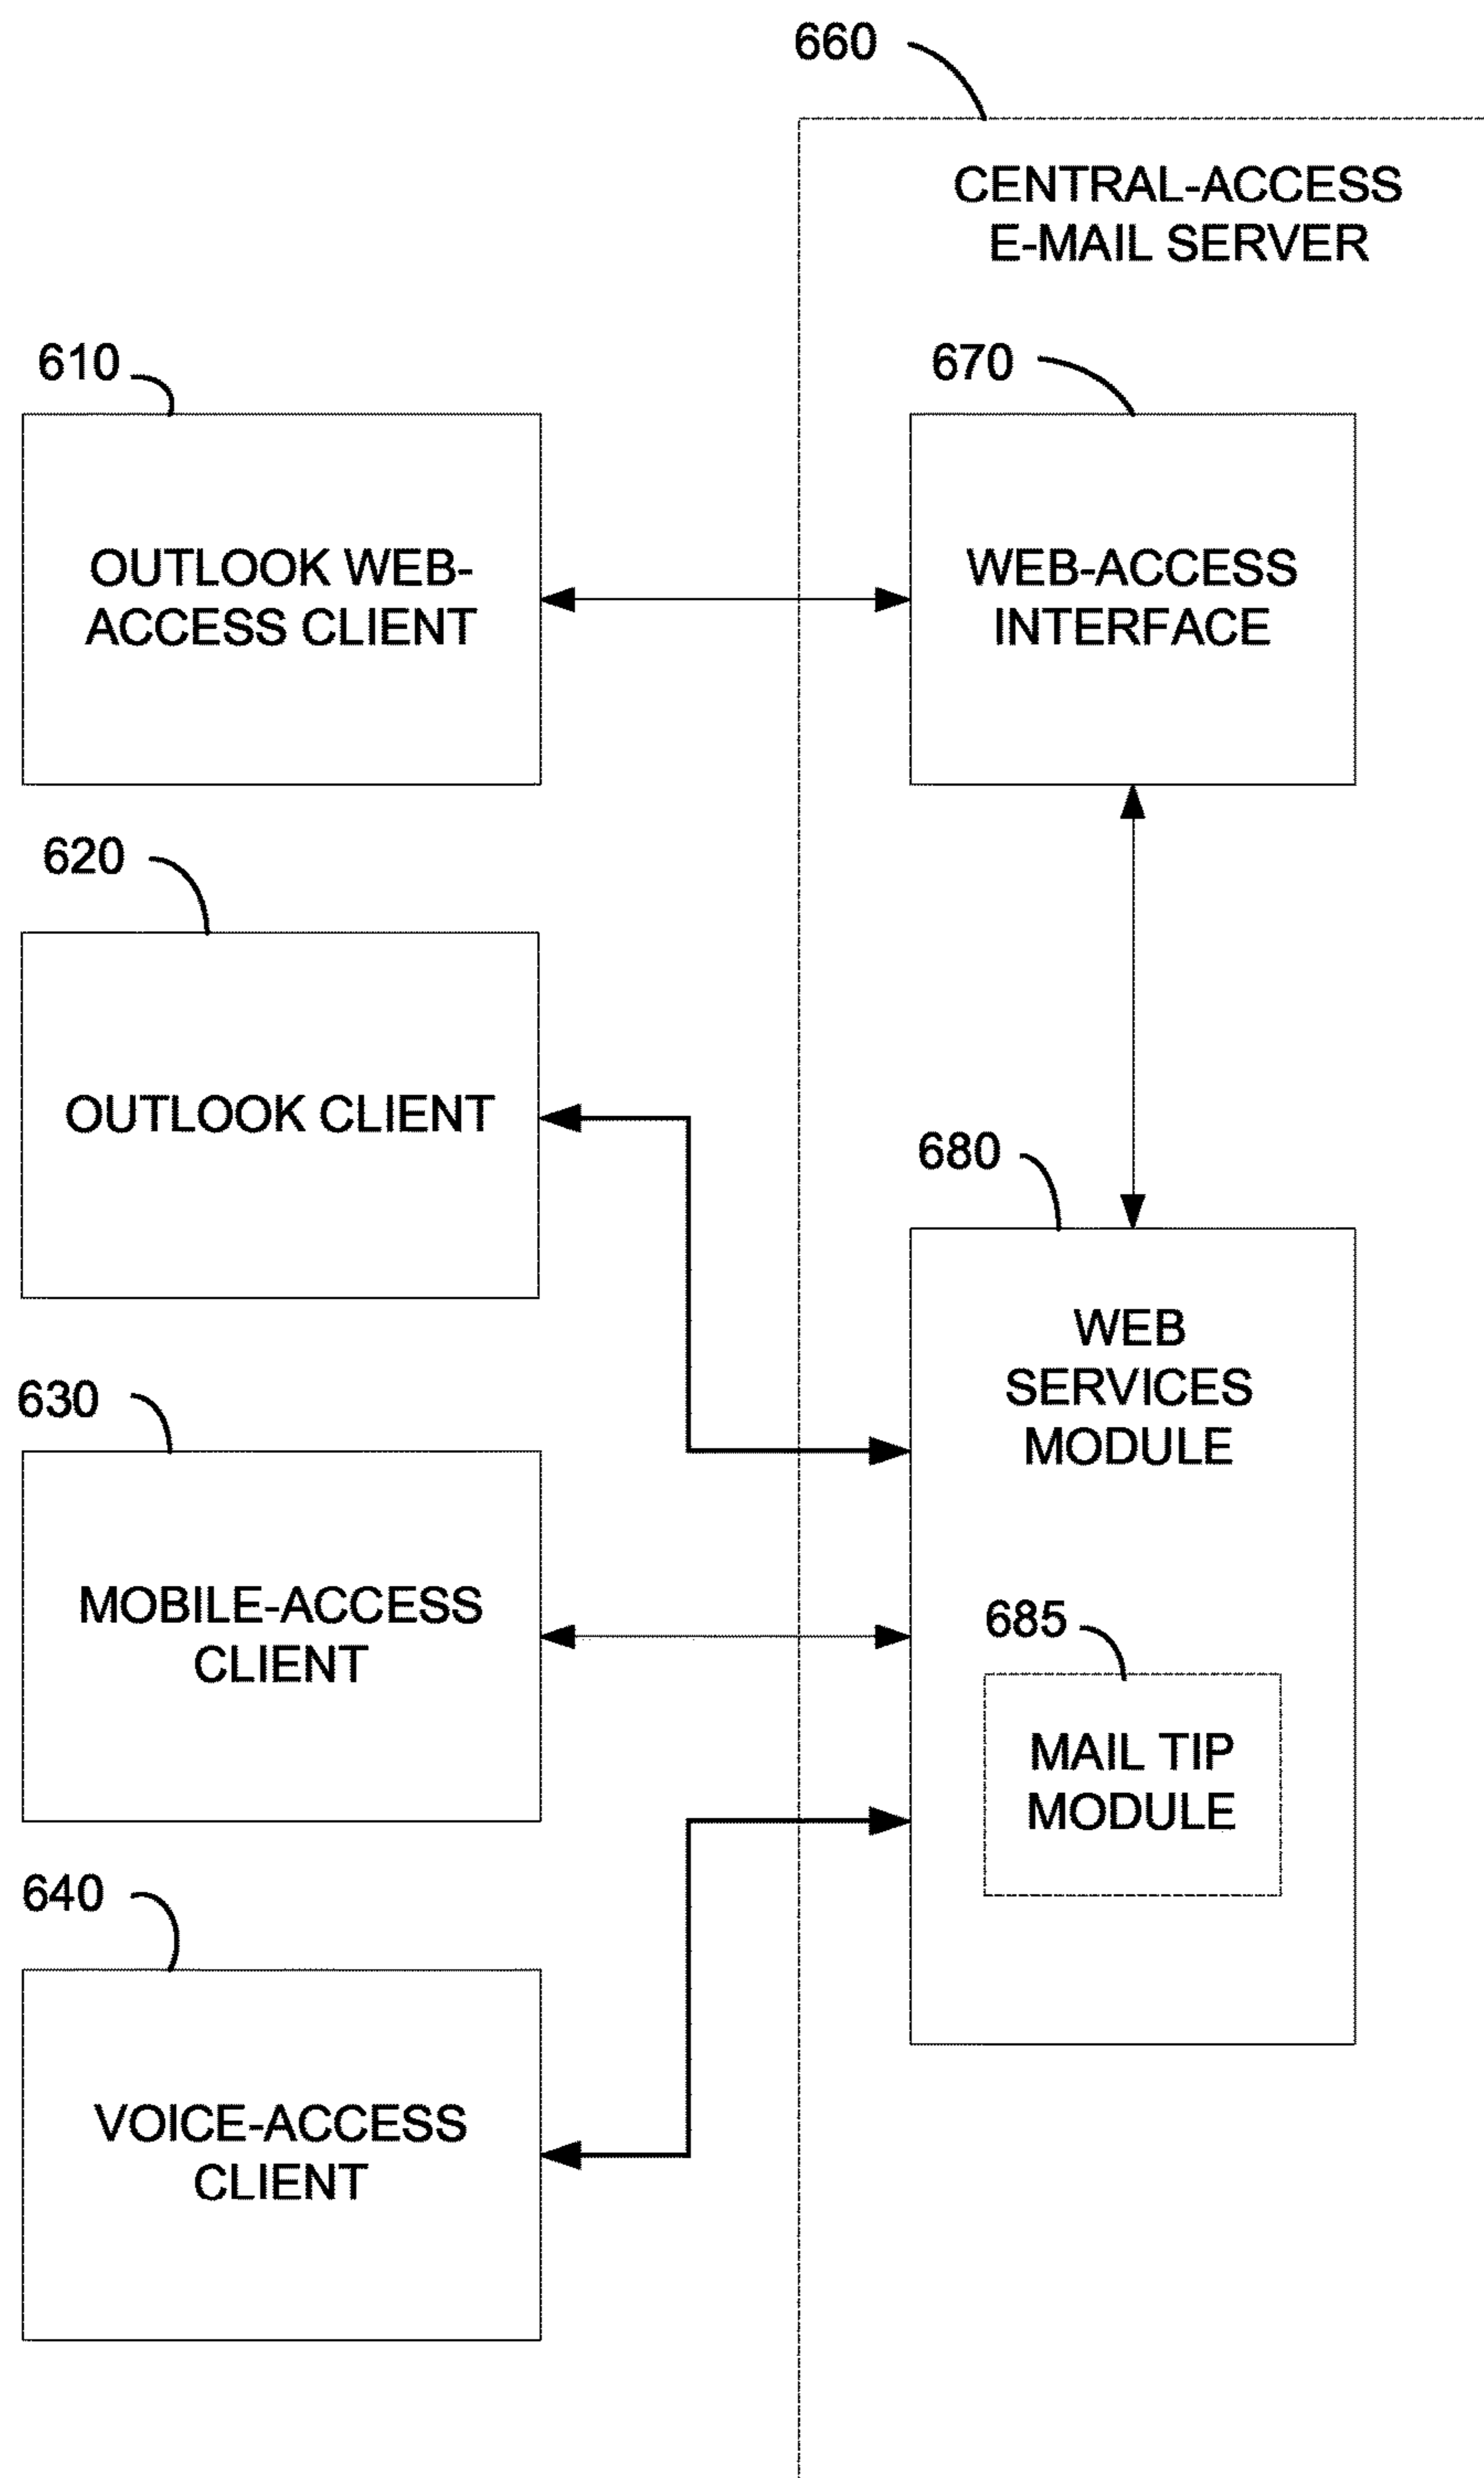 660
CENTRAL-ACCESS
E-MAIL SERVER
610
OUTLOOK WEB-
ACCESS CLIENT
670
WEB-ACCESS
INTERFACE
620
OUTLOOK CLIENT
680
WEB
SERVICES
MODULE
630
MOBILE-ACCESS
CLIENT
685
MAIL TIP
MODULE
640
VOICE-ACCESS
CLIENT